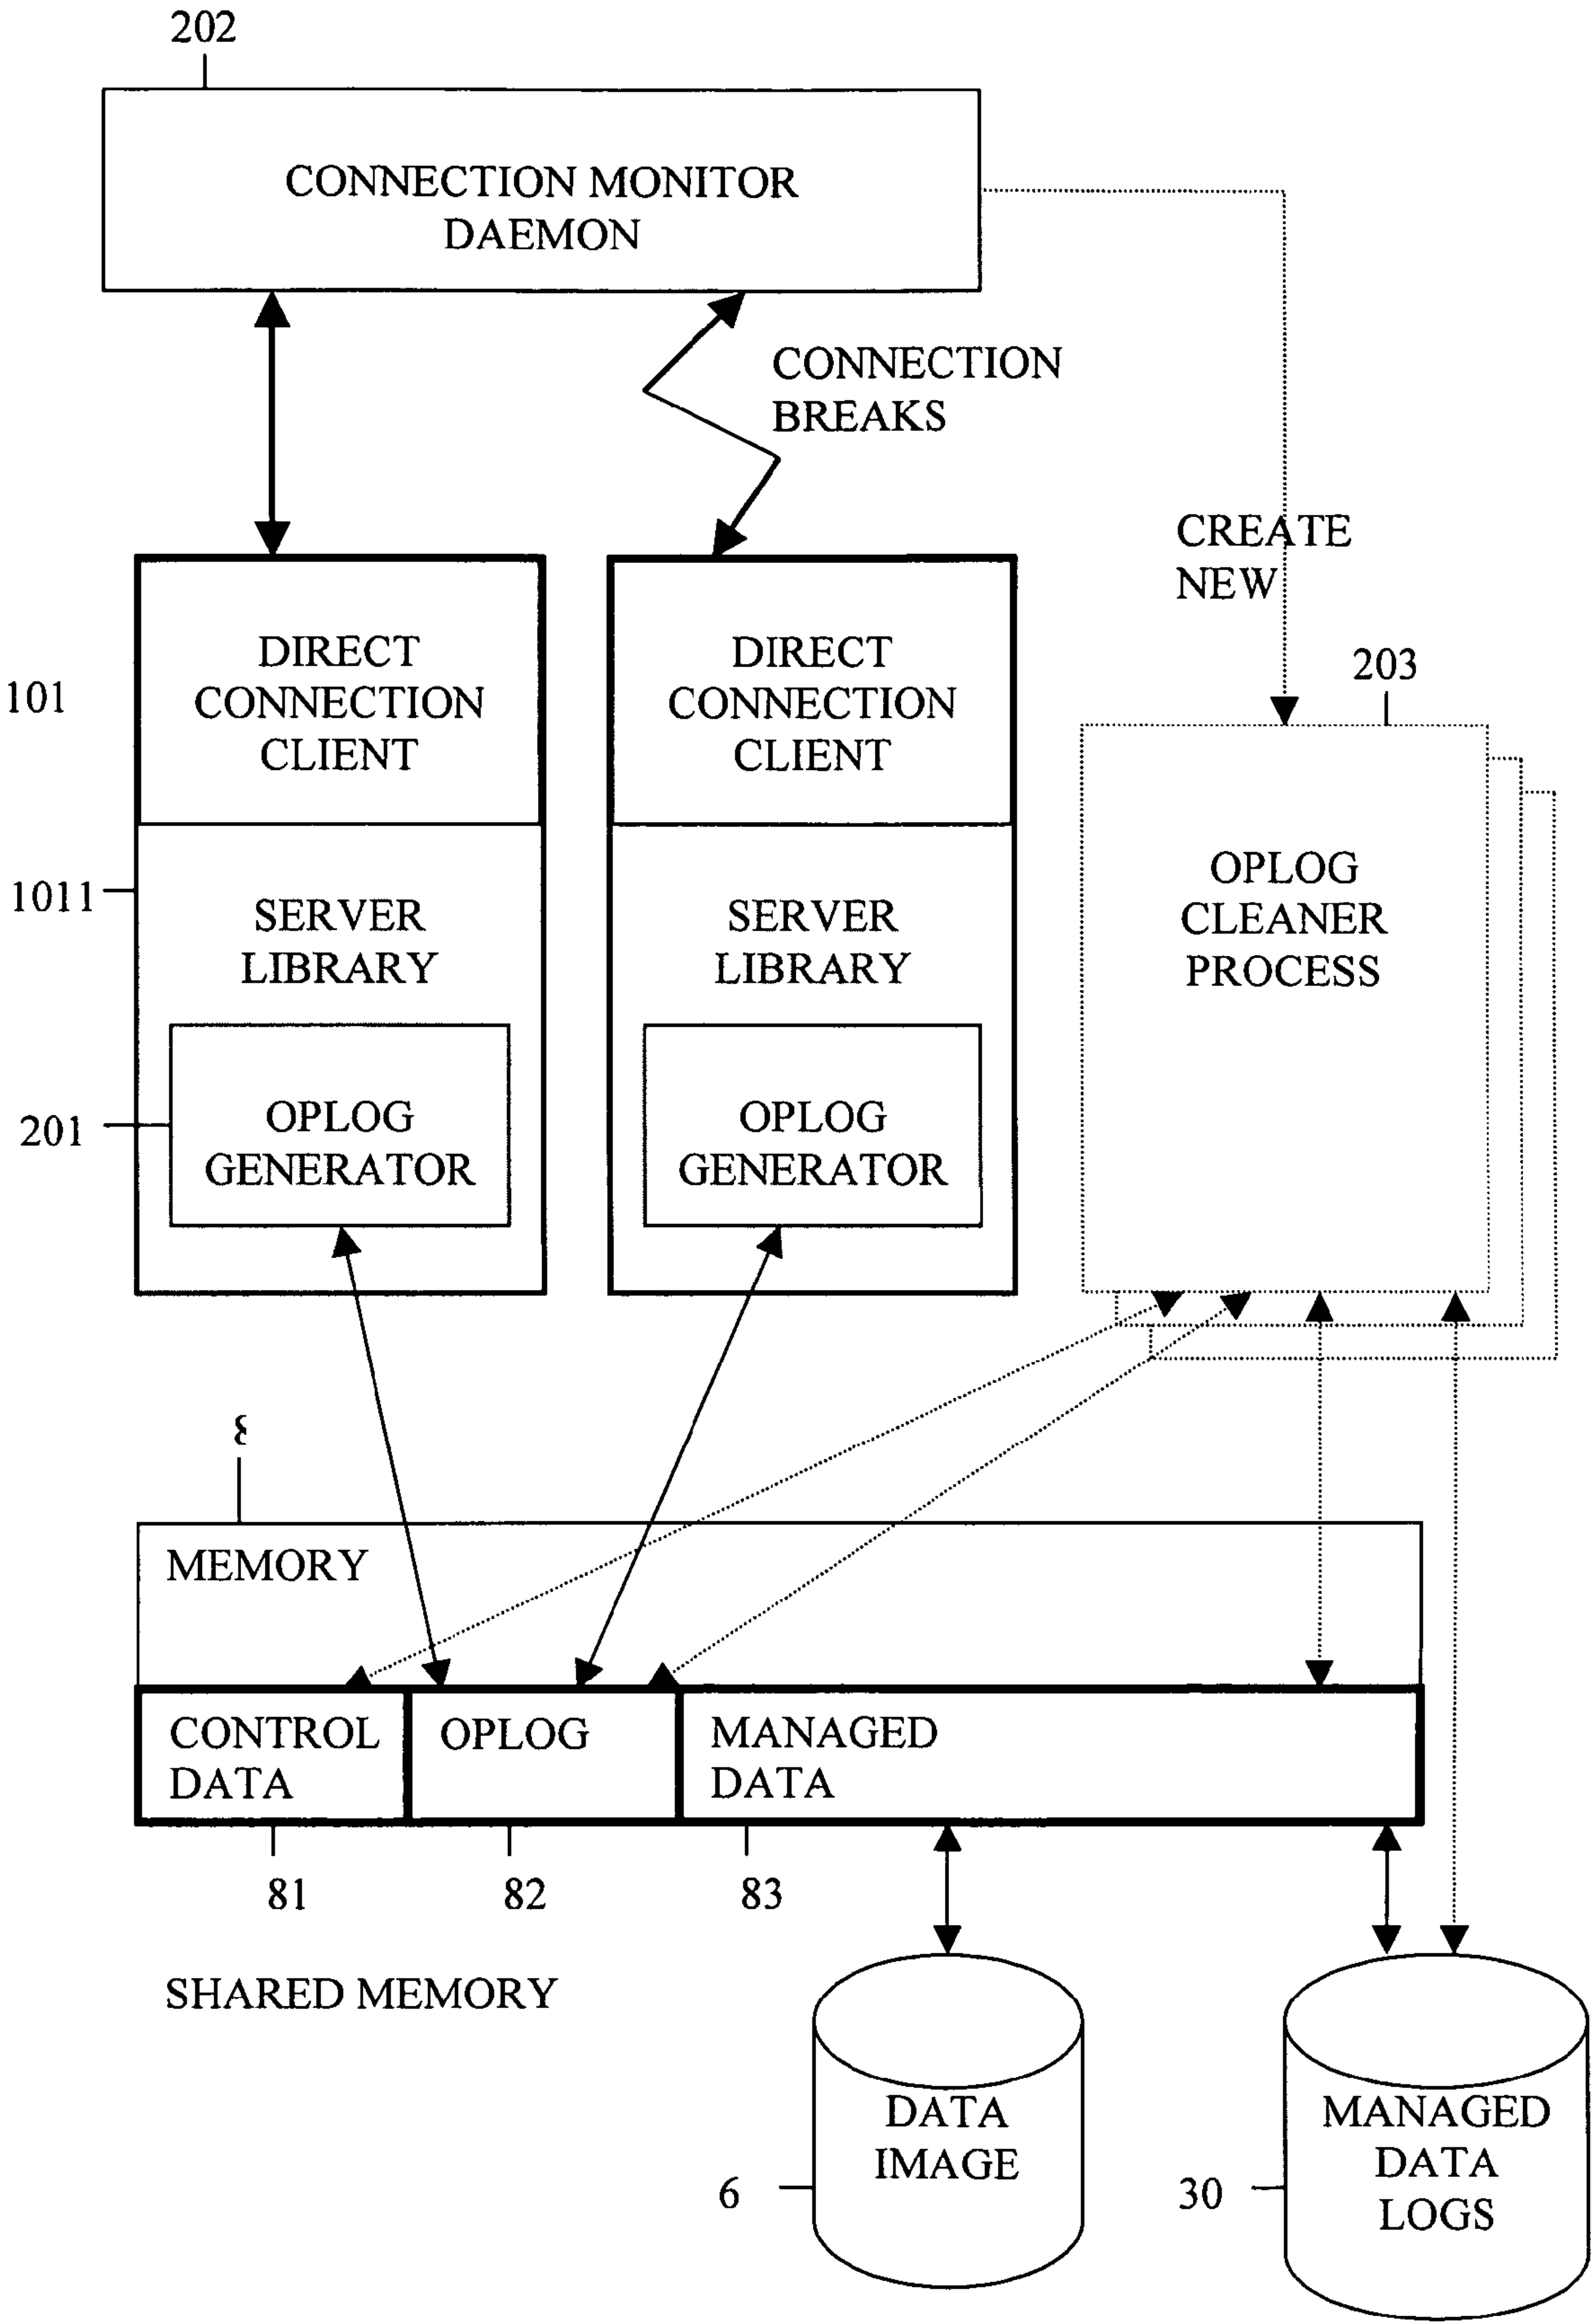 202
CONNECTION MONITOR
DAEMON
CONNECTION
BREAKS
CREATE
NEW
203
101
DIRECT
CONNECTION
CLIENT
DIRECT
CONNECTION
CLIENT
OPLOG
CLEANER
PROCESS
1011
SERVER
LIBRARY
SERVER
LIBRARY
201
OPLOG
GENERATOR
OPLOG
GENERATOR
8
MEMORY
CONTROL
DATA
OPLOG
MANAGED
DATA
81
82
83
SHARED MEMORY
DATA
IMAGE
6
MANAGED
DATA
LOGS
30